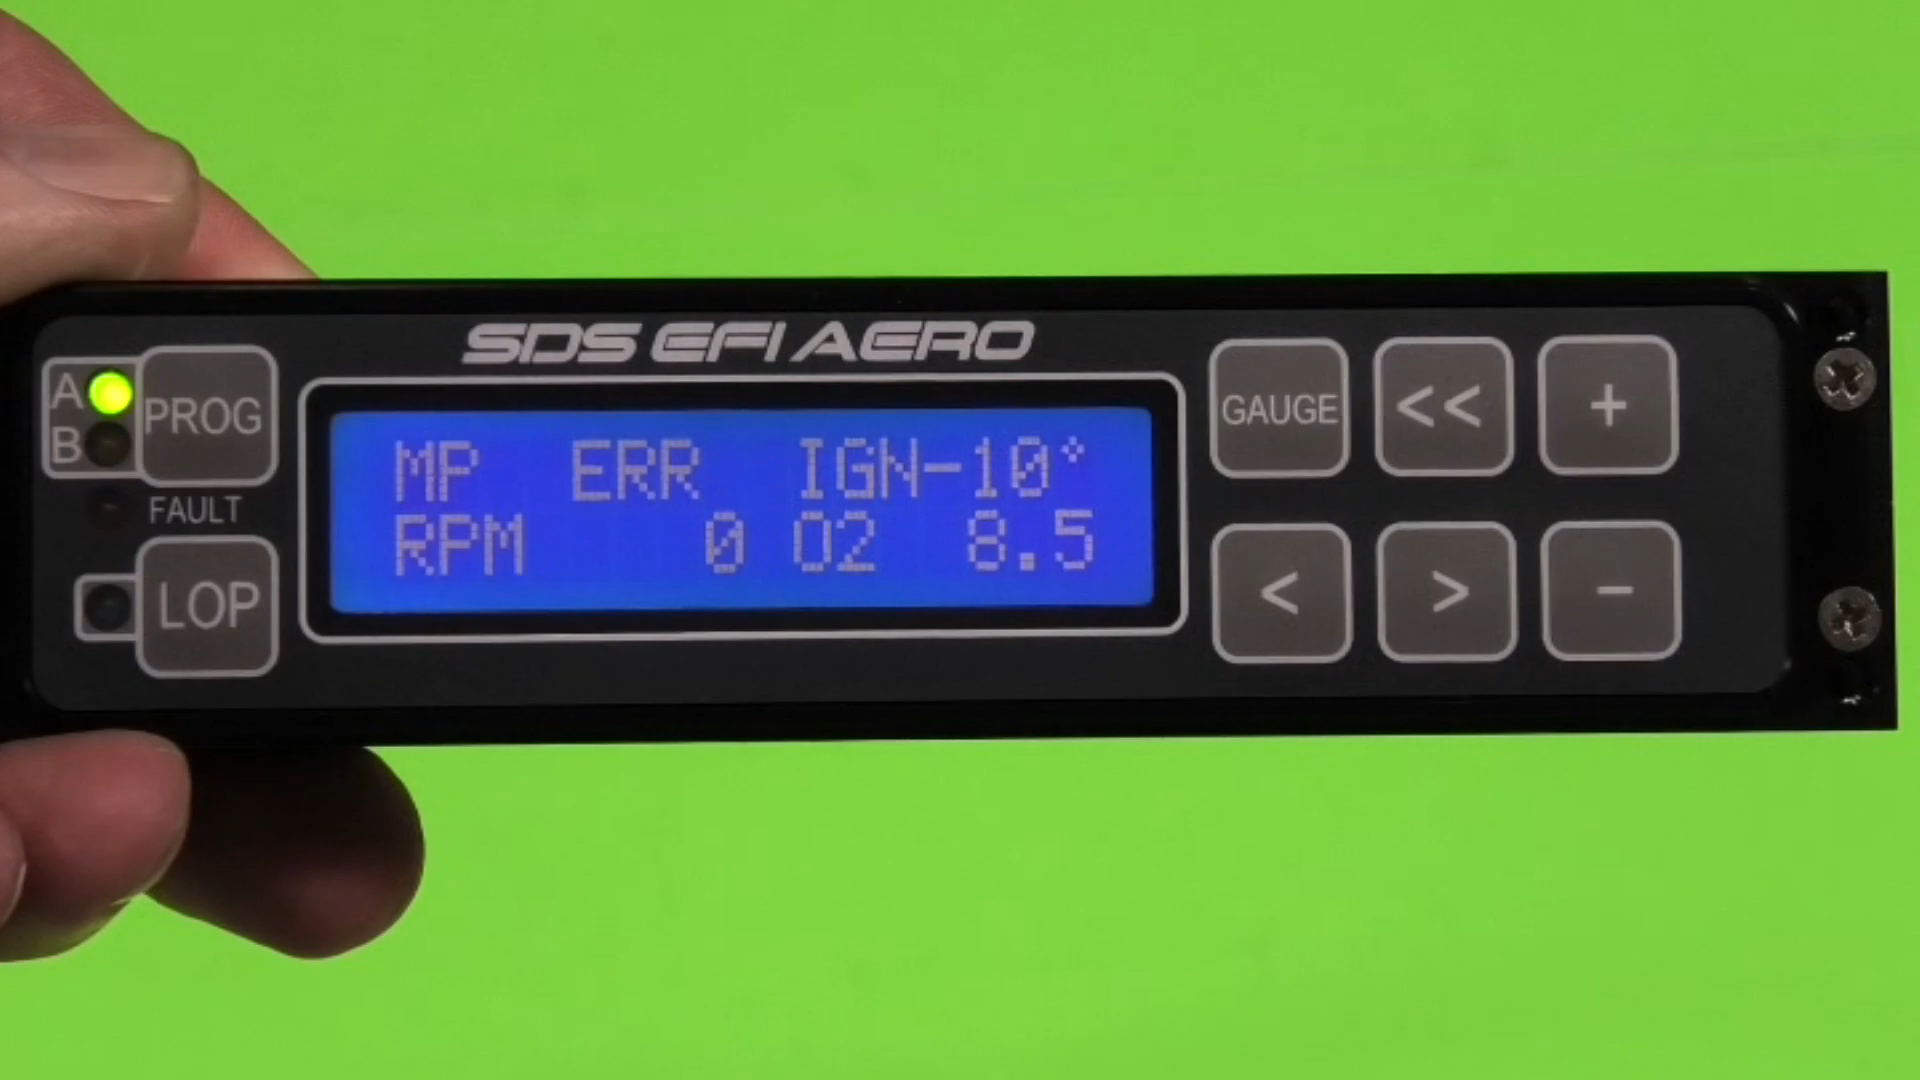 SDS EFI AERO
A
B
PROG
FAULT
LOP
MP ERR IGN-10°
RPM 0 O2 8.5
GAUGE << +
< > -